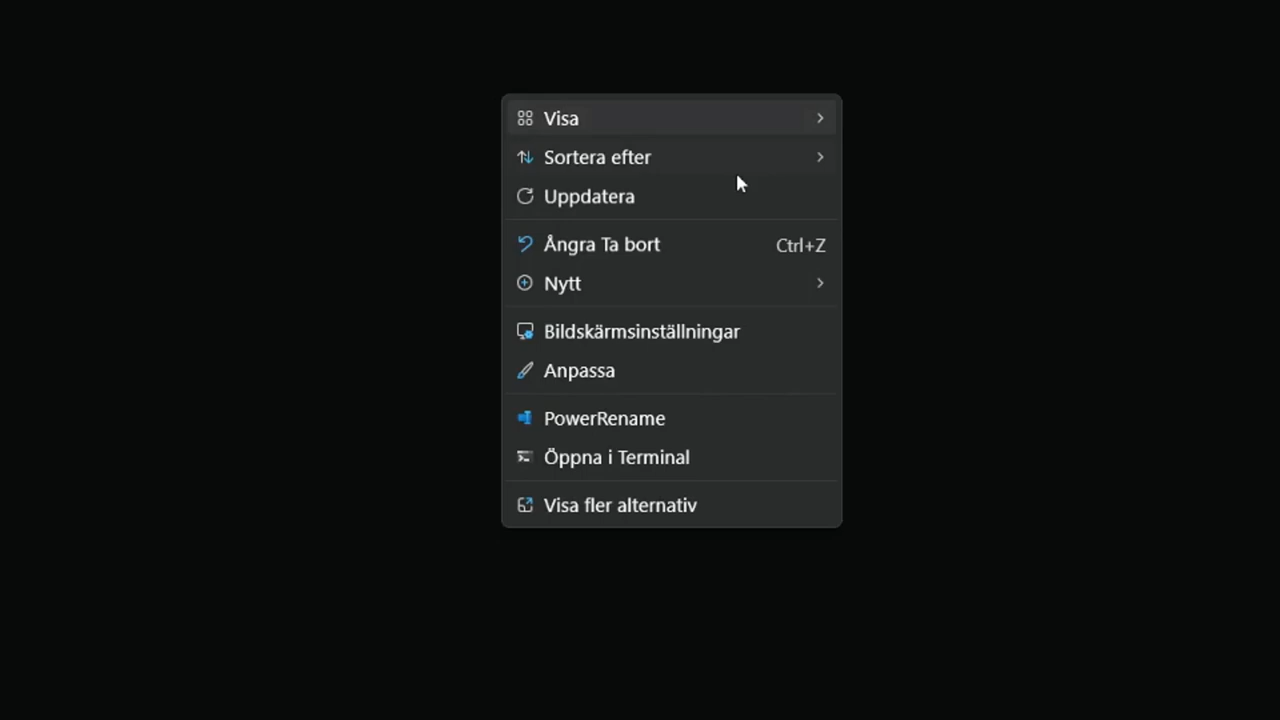 Visa
Sortera efter
Uppdatera
Ångra Ta bort Ctrl+Z
Nytt
Bildskärmsinställningar
Anpassa
PowerRename
Öppna i Terminal
Visa fler alternativ